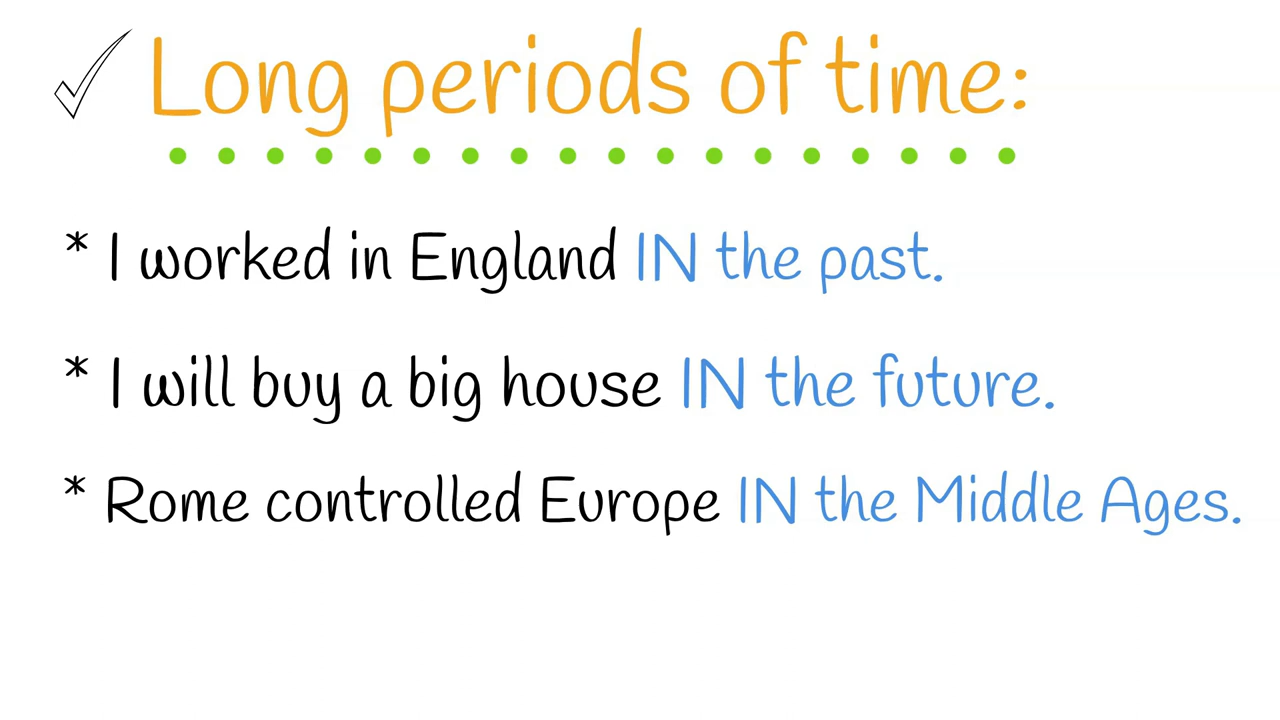 Long periods of time:
* I worked in England IN the past.
* I will buy a big house IN the future.
* Rome controlled Europe IN the Middle Ages.